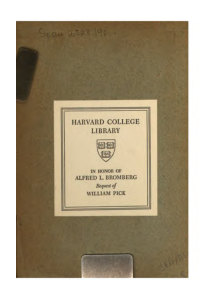 HARVARD COLLEGE
LIBRARY
IN HONOR OF
ALFRED L. BROMBERG
Bequest of
WILLIAM PICK